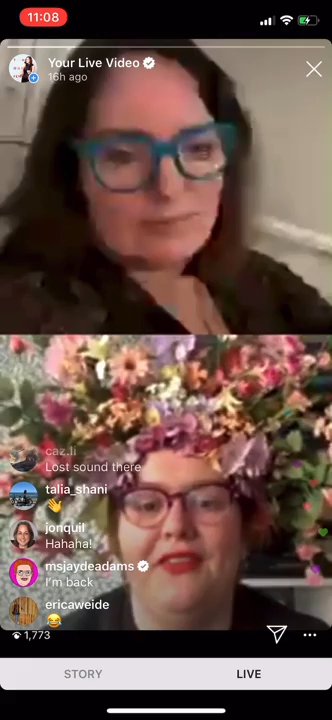 11:08
Your Live Video
16h ago
caz.li
Lost sound there
talia_shani
👋
jonquil
Hahaha!
msjaydeadams
I'm back
ericaweide
😂
1,773
STORY
LIVE